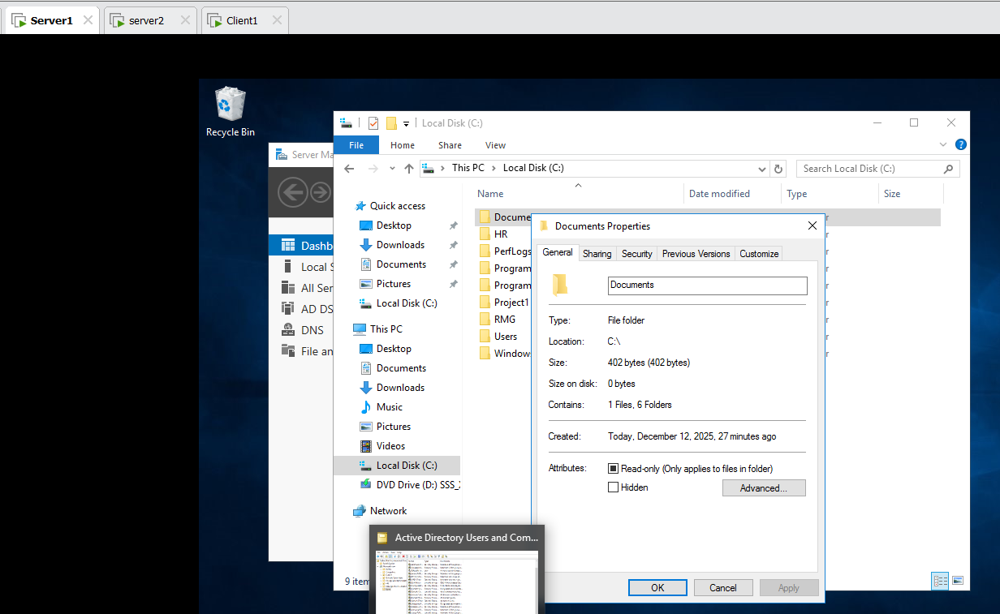 Server1
server2
Client1
Recycle Bin
Server Ma
Dashb
Local S
All Ser
AD DS
DNS
File an
Local Disk (C:)
File
Home
Share
View
This PC
Local Disk (C:)
Search Local Disk (C:)
Quick access
Desktop
Downloads
Documents
Pictures
Local Disk (C:)
This PC
Desktop
Documents
Downloads
Music
Pictures
Videos
Local Disk (C:)
DVD Drive (D:) SSS_X
Network
Name
Date modified
Type
Size
Docume
HR
PerfLogs
Program
Program
Project1
RMG
Users
Window
9 item
Documents Properties
General
Sharing
Security
Previous Versions
Customize
Documents
Type:
File folder
Location:
C:\
Size:
402 bytes (402 bytes)
Size on disk:
0 bytes
Contains:
1 Files, 6 Folders
Created:
Today, December 12, 2025, 27 minutes ago
Attributes:
Read-only (Only applies to files in folder)
Hidden
Advanced...
OK
Cancel
Apply
Active Directory Users and Com...